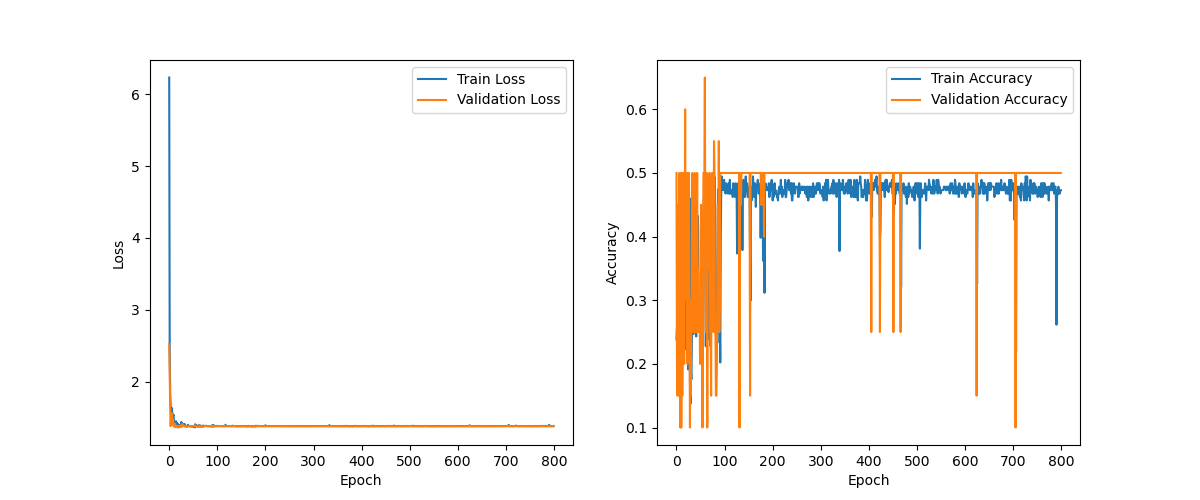 Train Loss
Validation Loss
6
5
4
3
2
0 100 200 300 400 500 600 700 800
Loss
Epoch
Train Accuracy
Validation Accuracy
0.6
0.5
0.4
0.3
0.2
0.1
0 100 200 300 400 500 600 700 800
Accuracy
Epoch